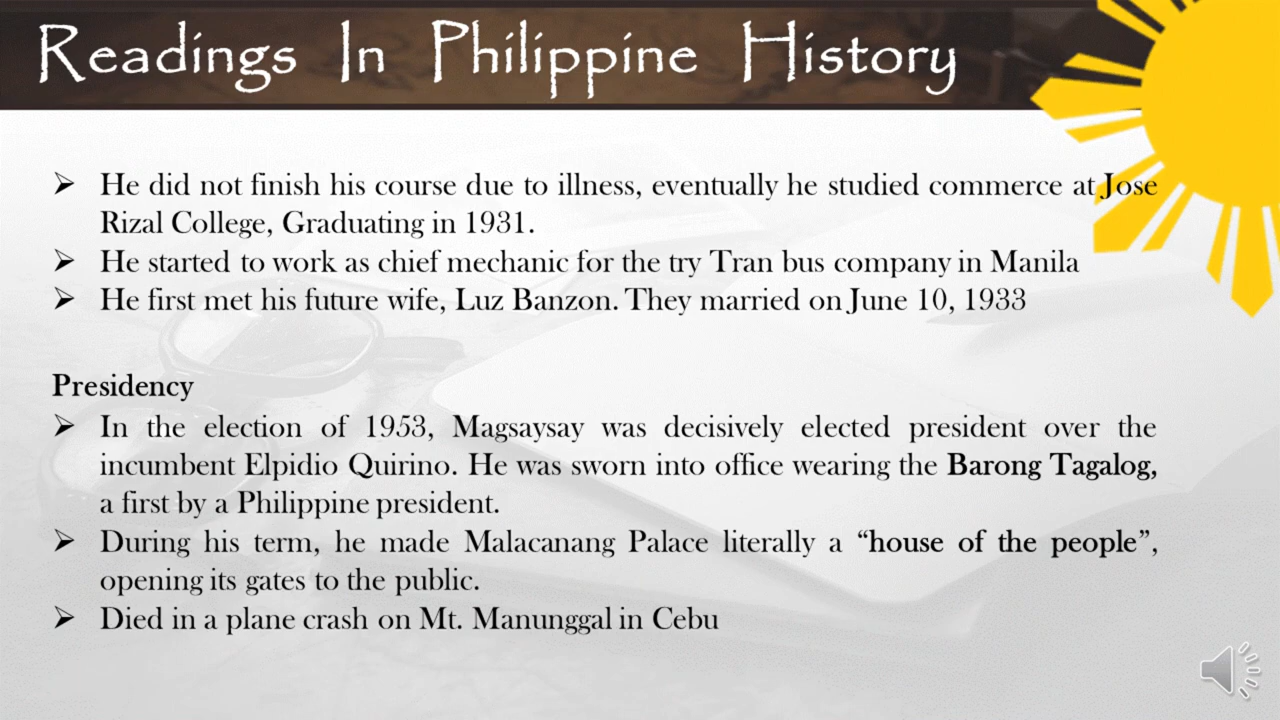 Readings In Philippine History
➢ He did not finish his course due to illness, eventually he studied commerce at Jose
Rizal College, Graduating in 1931.
➢ He started to work as chief mechanic for the try Tran bus company in Manila
➢ He first met his future wife, Luz Banzon. They married on June 10, 1933
Presidency
➢ In the election of 1953, Magsaysay was decisively elected president over the
incumbent Elpidio Quirino. He was sworn into office wearing the Barong Tagalog,
a first by a Philippine president.
➢ During his term, he made Malacanang Palace literally a “house of the people”,
opening its gates to the public.
➢ Died in a plane crash on Mt. Manunggal in Cebu